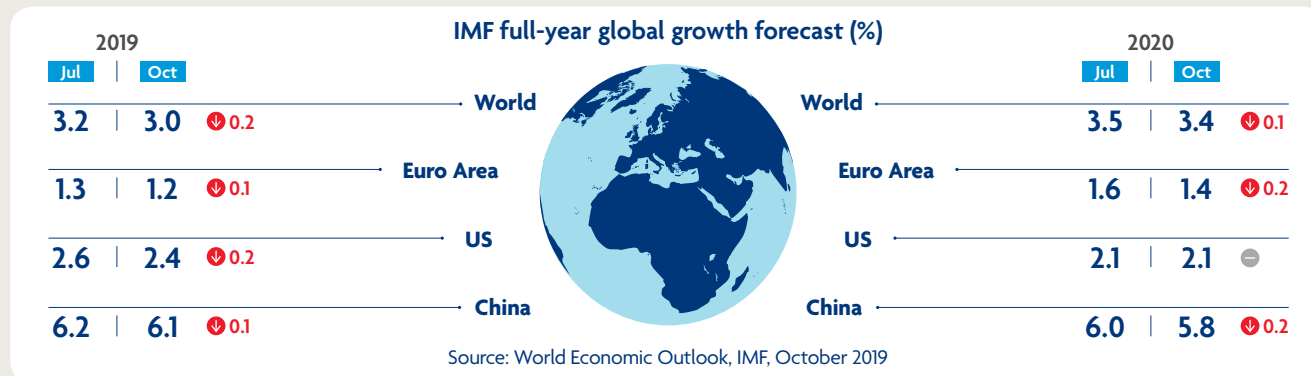 IMF full-year global growth forecast (%)
2019
Jul | Oct
World
3.2 | 3.0 ↓ 0.2
Euro Area
1.3 | 1.2 ↓ 0.1
US
2.6 | 2.4 ↓ 0.2
China
6.2 | 6.1 ↓ 0.1
2020
Jul | Oct
World
3.5 | 3.4 ↓ 0.1
Euro Area
1.6 | 1.4 ↓ 0.2
US
2.1 | 2.1 −
China
6.0 | 5.8 ↓ 0.2
Source: World Economic Outlook, IMF, October 2019